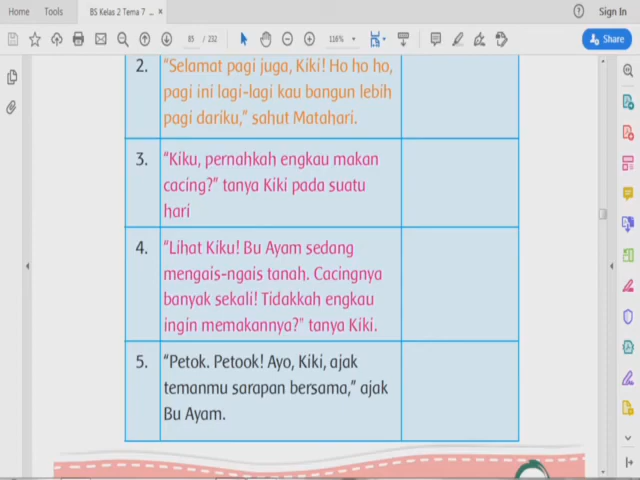 Home Tools BS Kelas 2 Tema 7 ... × Sign In
85 / 232 116% Share
2. "Selamat pagi juga, Kiki! Ho ho ho,
pagi ini lagi-lagi kau bangun lebih
pagi dariku," sahut Matahari.
3. "Kiku, pernahkah engkau makan
cacing?" tanya Kiki pada suatu
hari
4. "Lihat Kiku! Bu Ayam sedang
mengais-ngais tanah. Cacingnya
banyak sekali! Tidakkah engkau
ingin memakannya?" tanya Kiki.
5. "Petok. Petook! Ayo, Kiki, ajak
temanmu sarapan bersama," ajak
Bu Ayam.